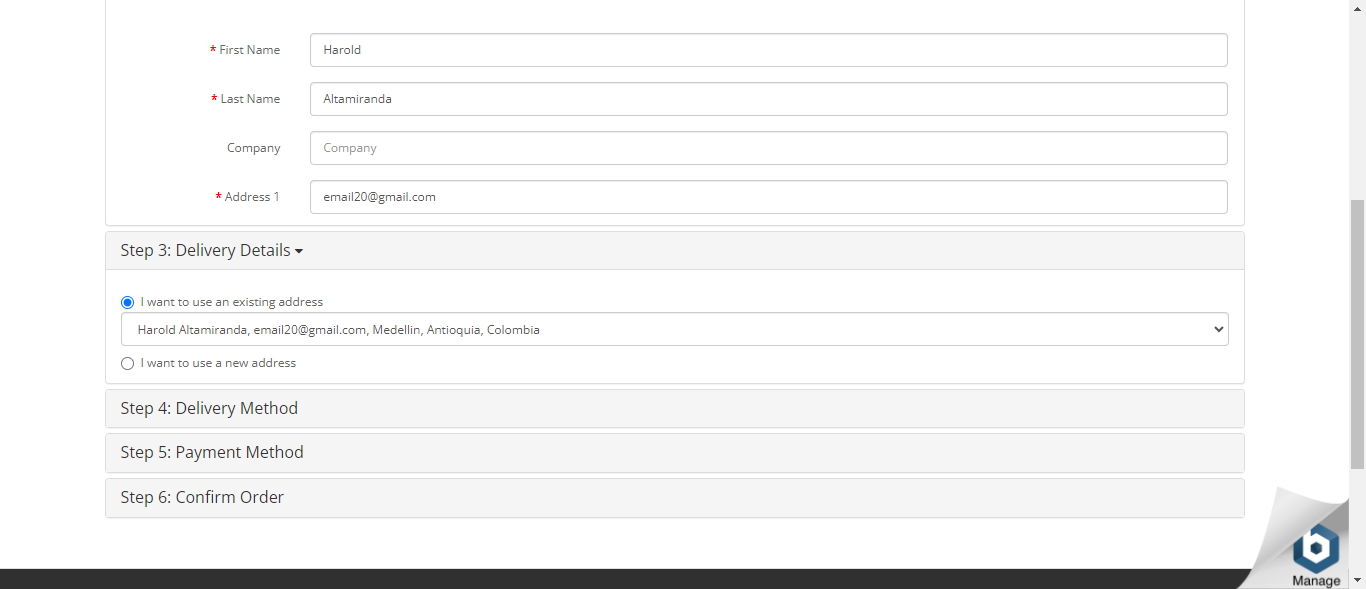 * First Name
Harold
* Last Name
Altamiranda
Company
Company
* Address 1
email20@gmail.com
Step 3: Delivery Details
I want to use an existing address
Harold Altamiranda, email20@gmail.com, Medellin, Antioquia, Colombia
I want to use a new address
Step 4: Delivery Method
Step 5: Payment Method
Step 6: Confirm Order
b
Manage